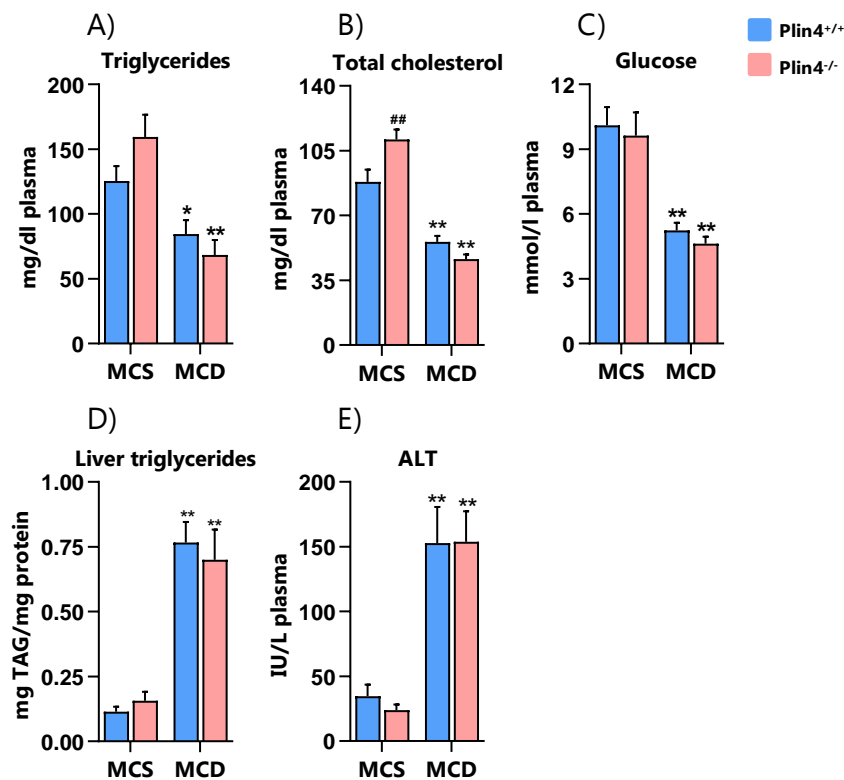 A)
Triglycerides
mg/dl plasma
200
150
100
50
0
*
**
MCS MCD
B)
Total cholesterol
mg/dl plasma
140
105
70
35
0
##
**
**
MCS MCD
C)
Glucose
mmol/l plasma
12
9
6
3
0
**
**
MCS MCD
Plin4+/+
Plin4-/-
D)
Liver triglycerides
mg TAG/mg protein
1.00
0.75
0.50
0.25
0.00
**
**
MCS MCD
E)
ALT
IU/L plasma
200
150
100
50
0
**
**
MCS MCD